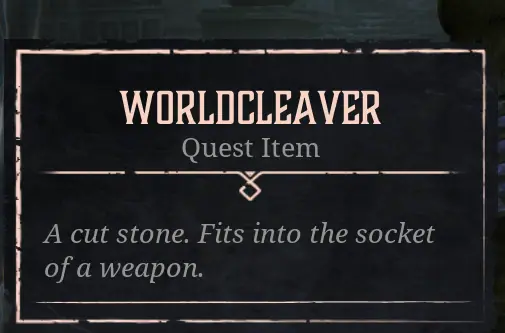 WORLDCLEAVER
Quest Item
A cut stone. Fits into the socket
of a weapon.